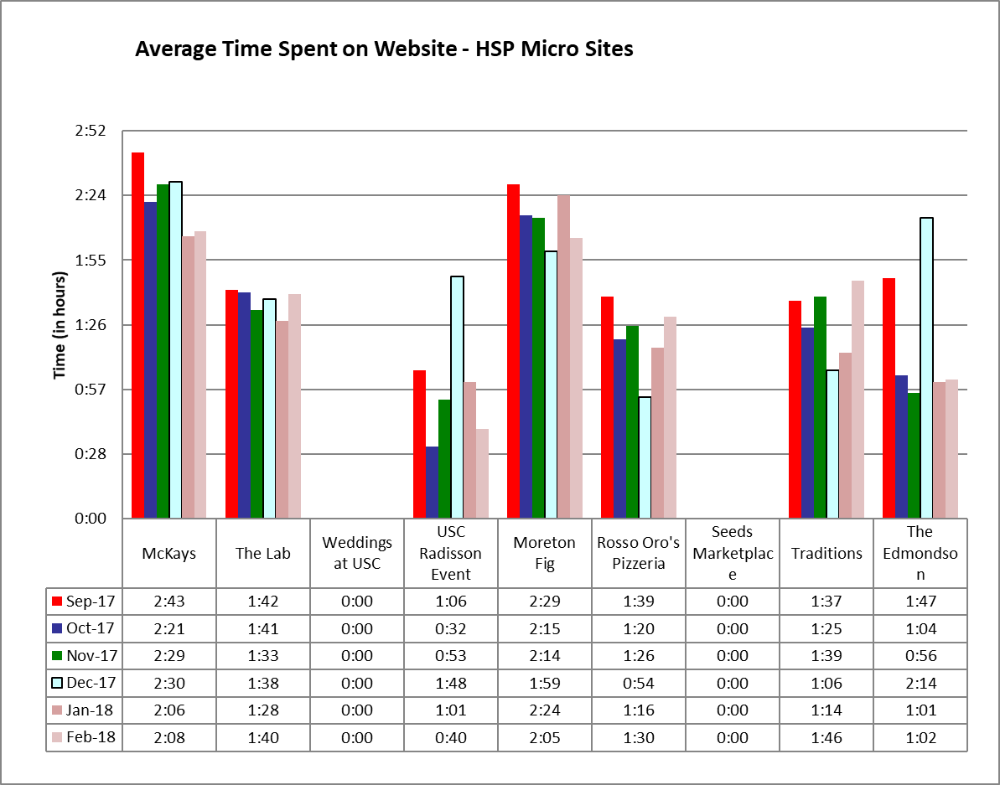 Average Time Spent on Website - HSP Micro Sites
2:52
2:24
1:55
1:26
0:57
0:28
0:00
Time (in hours)
McKays
The Lab
Weddings
at USC
USC
Radisson
Event
Moreton
Fig
Rosso Oro's
Pizzeria
Seeds
Marketplac
e
Traditions
The
Edmondso
n
Sep-17 2:43 1:42 0:00 1:06 2:29 1:39 0:00 1:37 1:47
Oct-17 2:21 1:41 0:00 0:32 2:15 1:20 0:00 1:25 1:04
Nov-17 2:29 1:33 0:00 0:53 2:14 1:26 0:00 1:39 0:56
Dec-17 2:30 1:38 0:00 1:48 1:59 0:54 0:00 1:06 2:14
Jan-18 2:06 1:28 0:00 1:01 2:24 1:16 0:00 1:14 1:01
Feb-18 2:08 1:40 0:00 0:40 2:05 1:30 0:00 1:46 1:02